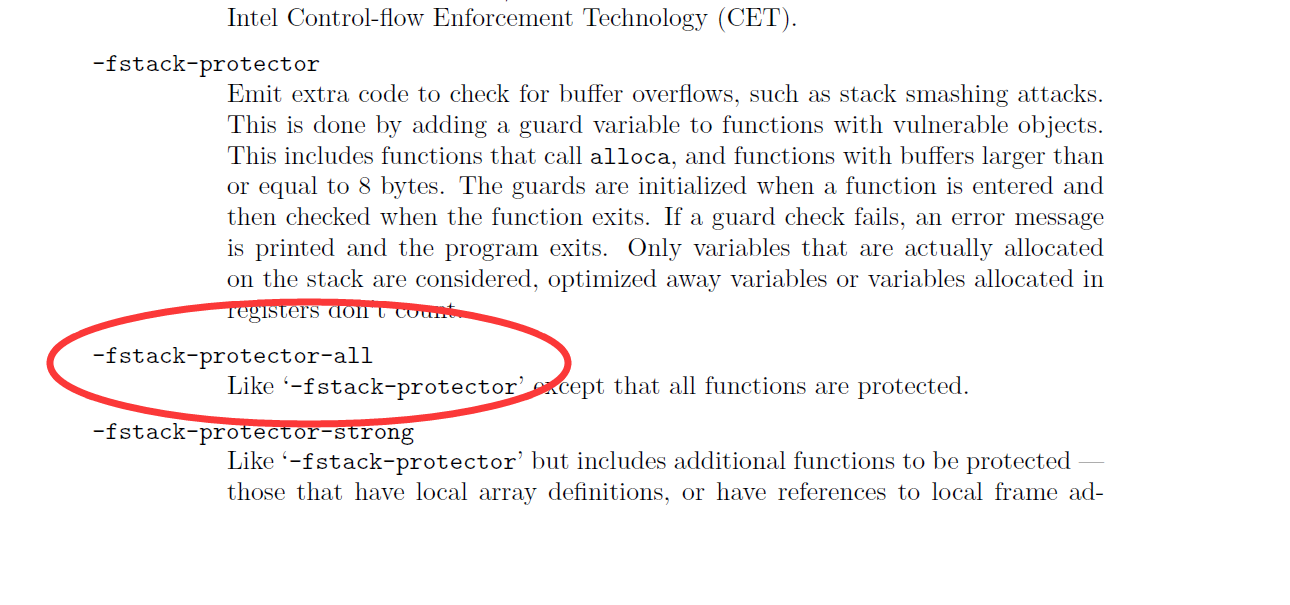 Intel Control-flow Enforcement Technology (CET).
-fstack-protector
Emit extra code to check for buffer overflows, such as stack smashing attacks.
This is done by adding a guard variable to functions with vulnerable objects.
This includes functions that call alloca, and functions with buffers larger than
or equal to 8 bytes. The guards are initialized when a function is entered and
then checked when the function exits. If a guard check fails, an error message
is printed and the program exits. Only variables that are actually allocated
on the stack are considered, optimized away variables or variables allocated in
registers don't count.
-fstack-protector-all
Like ‘-fstack-protector’ except that all functions are protected.
-fstack-protector-strong
Like ‘-fstack-protector’ but includes additional functions to be protected —
those that have local array definitions, or have references to local frame ad-